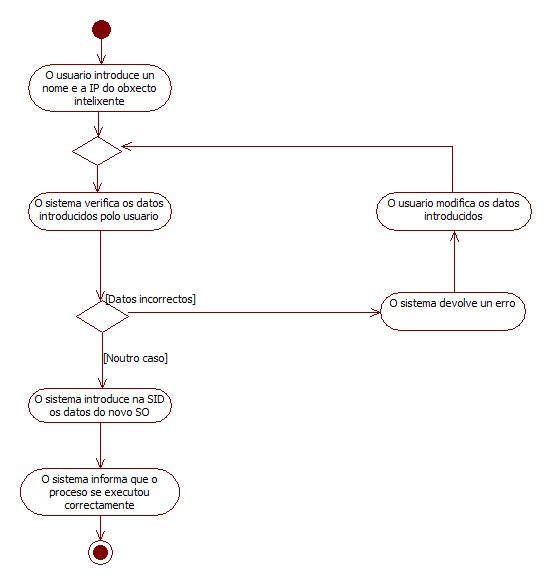 O usuario introduce un
nome e a IP do obxecto
intelixente
O sistema verifica os datos
introducidos polo usuario
O usuario modifica os datos
introducidos
[Datos incorrectos]
O sistema devolve un erro
[Noutro caso]
O sistema introduce na SID
os datos do novo SO
O sistema informa que o
proceso se executou
correctamente